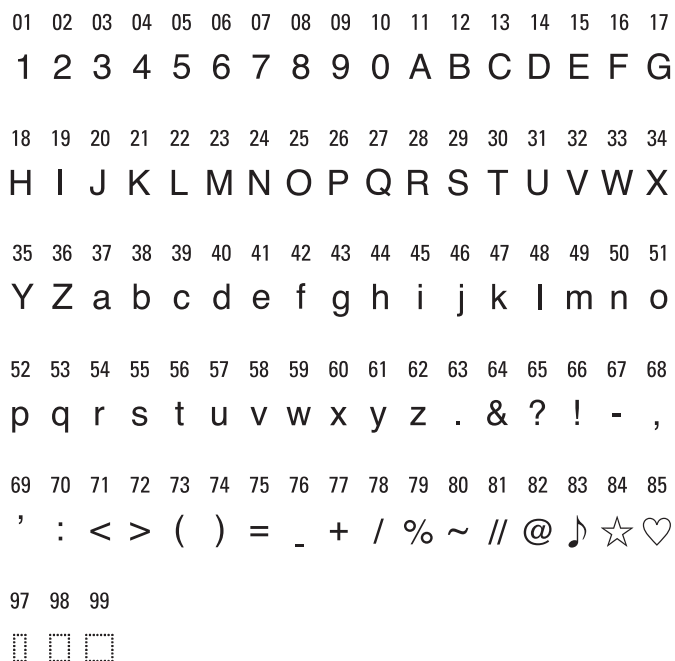 01 02 03 04 05 06 07 08 09 10 11 12 13 14 15 16 17
1 2 3 4 5 6 7 8 9 0 A B C D E F G
18 19 20 21 22 23 24 25 26 27 28 29 30 31 32 33 34
H I J K L M N O P Q R S T U V W X
35 36 37 38 39 40 41 42 43 44 45 46 47 48 49 50 51
Y Z a b c d e f g h i j k l m n o
52 53 54 55 56 57 58 59 60 61 62 63 64 65 66 67 68
p q r s t u v w x y z . & ? ! - ,
69 70 71 72 73 74 75 76 77 78 79 80 81 82 83 84 85
’ : < > ( ) = _ + / % ~ // @ ♪ ☆ ♡
97 98 99